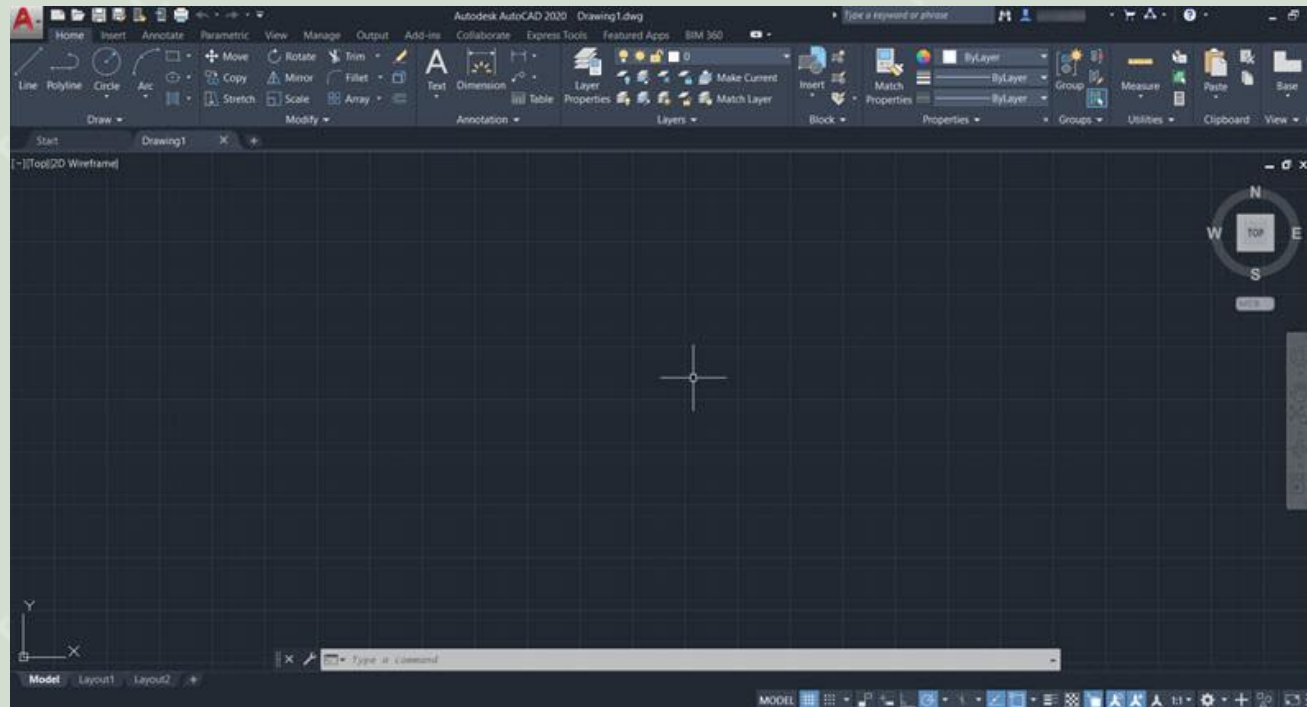 A
Autodesk AutoCAD 2020 Drawing1.dwg
Type a keyword or phrase
Home Insert Annotate Parametric View Manage Output Add-ins Collaborate Express Tools Featured Apps BIM 360
Move Rotate Trim 0 ByLayer
Line Polyline Circle Arc Copy Mirror Fillet Text Dimension Layer Properties Make Current Insert Match Properties ByLayer Group Measure Paste Base
Stretch Scale Array Table Match Layer ByLayer
Draw Modify Annotation Layers Block Properties Groups Utilities Clipboard View
Start Drawing1
[-][Top][2D Wireframe]
N
W TOP E
S
Y
X
Type a command
Model Layout1 Layout2
MODEL 1:1